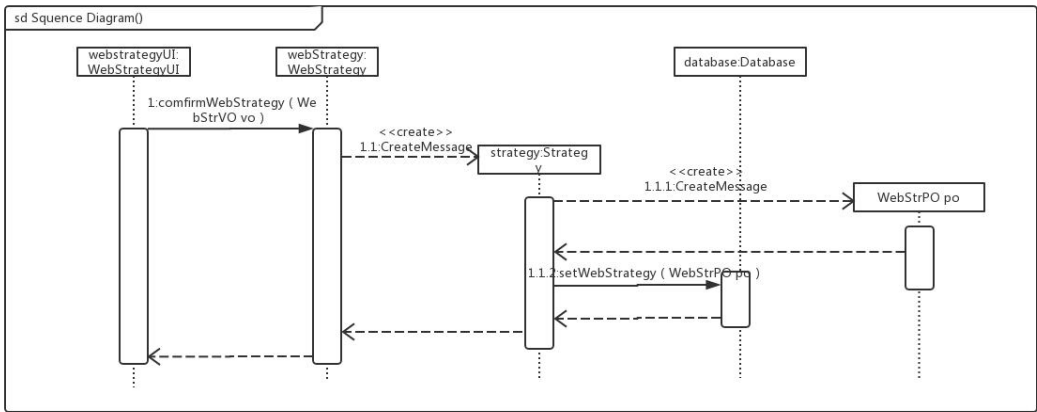 sd Squence Diagram()
webstrategyUI:
WebStrategyUI
webStrategy:
WebStrategy
database:Database
1:comfirmWebStrategy ( We
bStrVO vo )
<<create>>
1.1:CreateMessage
strategy:Strateg
y
<<create>>
1.1.1:CreateMessage
WebStrPO po
1.1.2:setWebStrategy ( WebStrPO po )